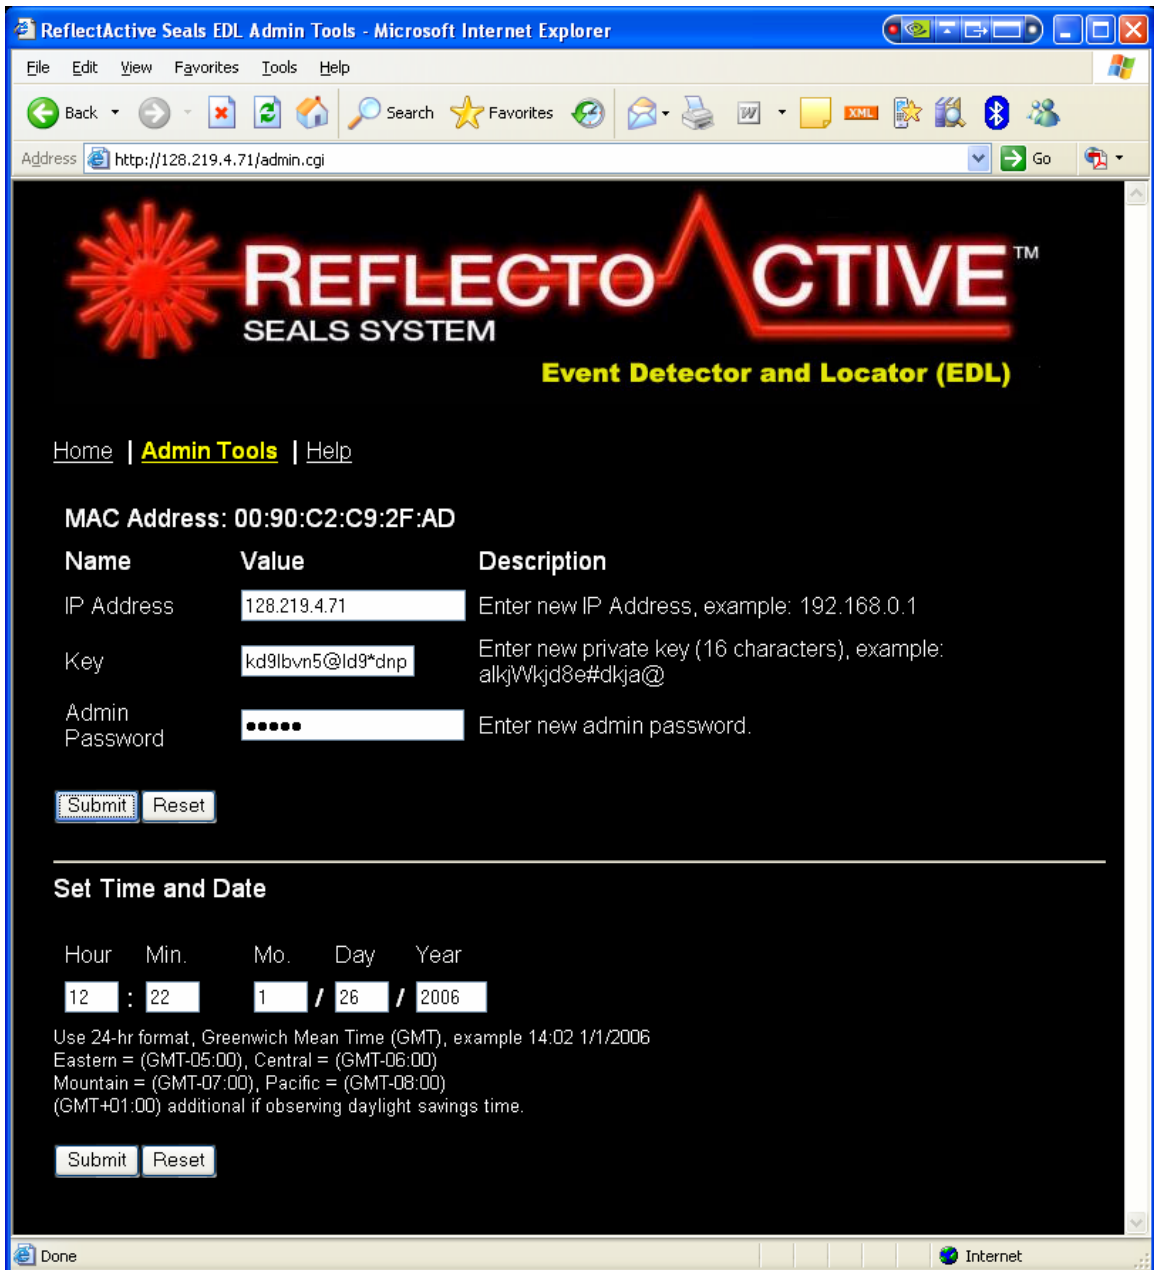 ReflectActive Seals EDL Admin Tools - Microsoft Internet Explorer
File Edit View Favorites Tools Help
Back Search Favorites W XML
Address http://128.219.4.71/admin.cgi Go
REFLECTO ACTIVE™
SEALS SYSTEM
Event Detector and Locator (EDL)
Home | Admin Tools | Help
MAC Address: 00:90:C2:C9:2F:AD
Name Value Description
IP Address 128.219.4.71 Enter new IP Address, example: 192.168.0.1
Key kd9lbvn5@ld9*dnp Enter new private key (16 characters), example:
alkjWkjd8e#dkja@
Admin
Password ••••• Enter new admin password.
Submit Reset
Set Time and Date
Hour Min. Mo. Day Year
12 : 22 1 / 26 / 2006
Use 24-hr format, Greenwich Mean Time (GMT), example 14:02 1/1/2006
Eastern = (GMT-05:00), Central = (GMT-06:00)
Mountain = (GMT-07:00), Pacific = (GMT-08:00)
(GMT+01:00) additional if observing daylight savings time.
Submit Reset
Done Internet